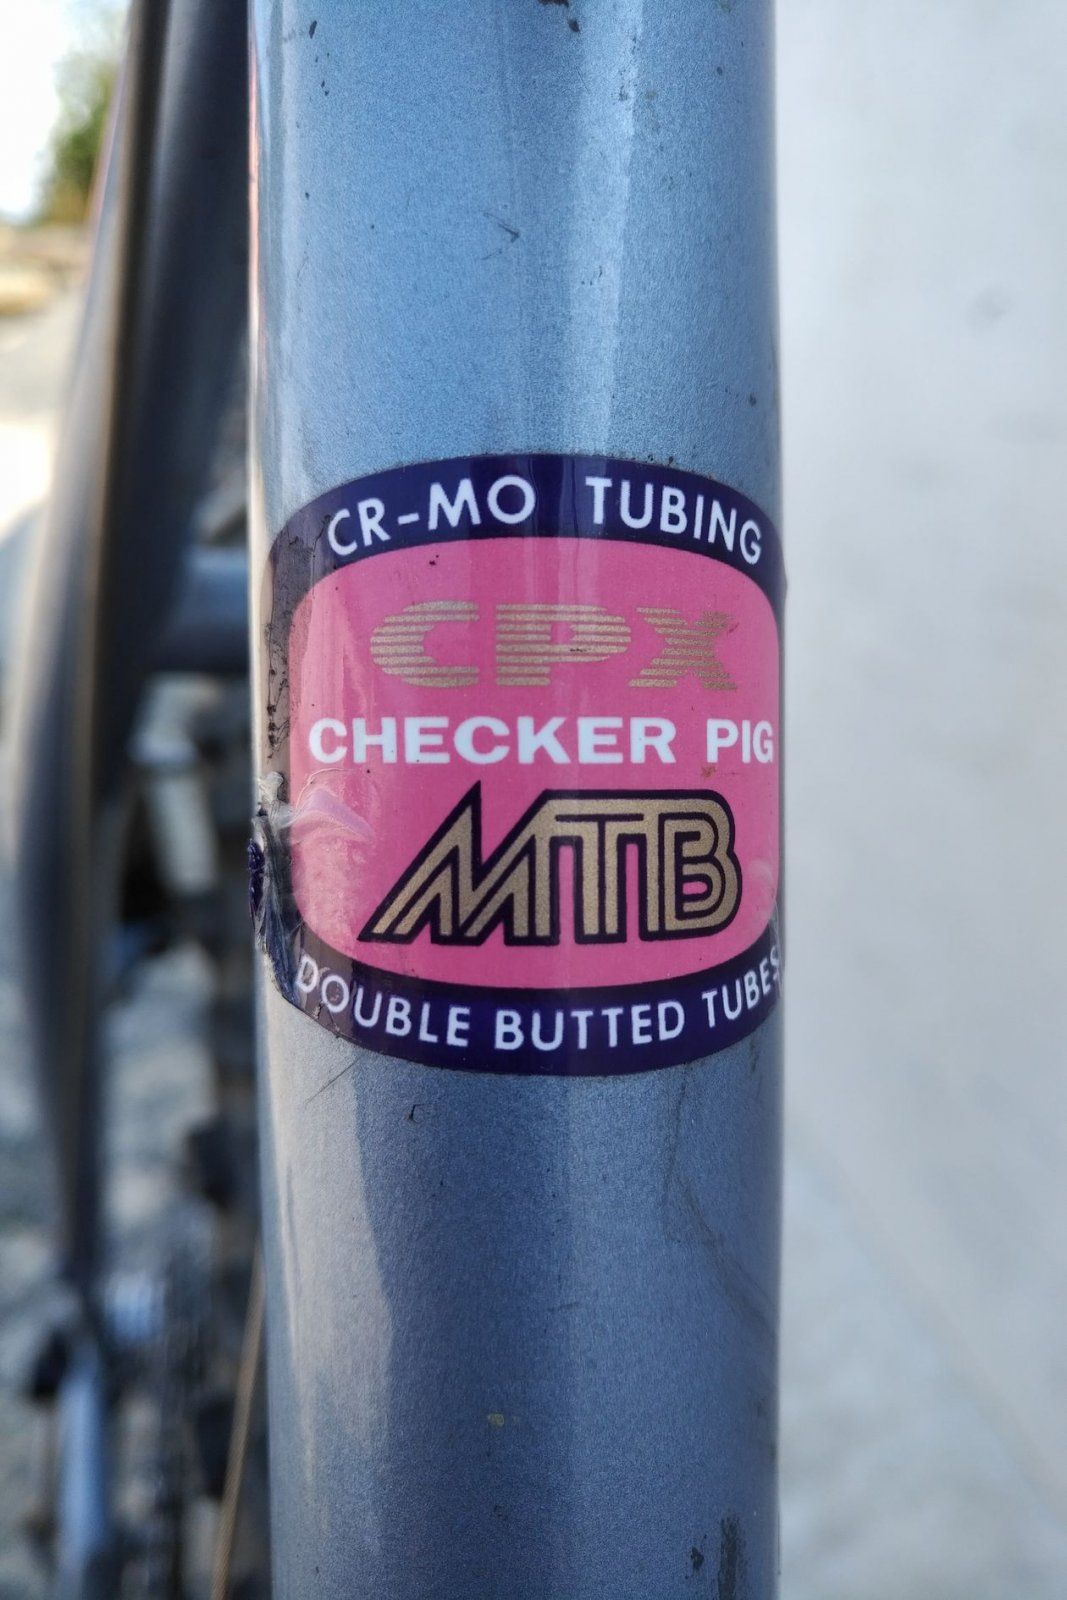 CR-MO TUBING
CPX
CHECKER PIG
MTB
DOUBLE BUTTED TUBES